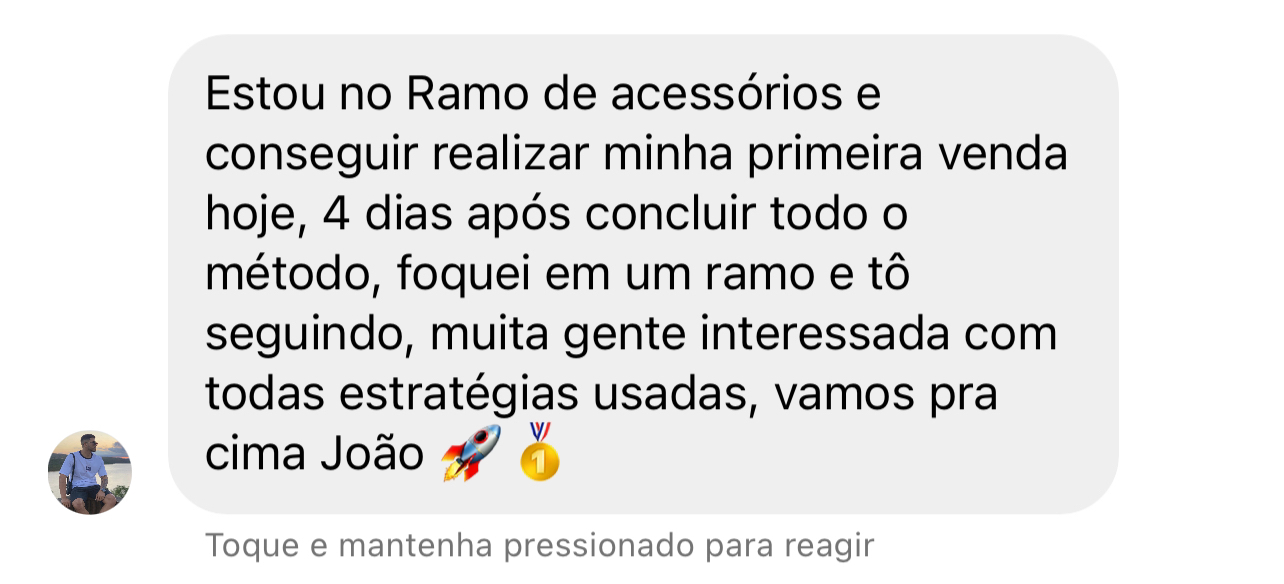 Estou no Ramo de acessórios e
conseguir realizar minha primeira venda
hoje, 4 dias após concluir todo o
método, foquei em um ramo e tô
seguindo, muita gente interessada com
todas estratégias usadas, vamos pra
cima João 🚀🏅
Toque e mantenha pressionado para reagir